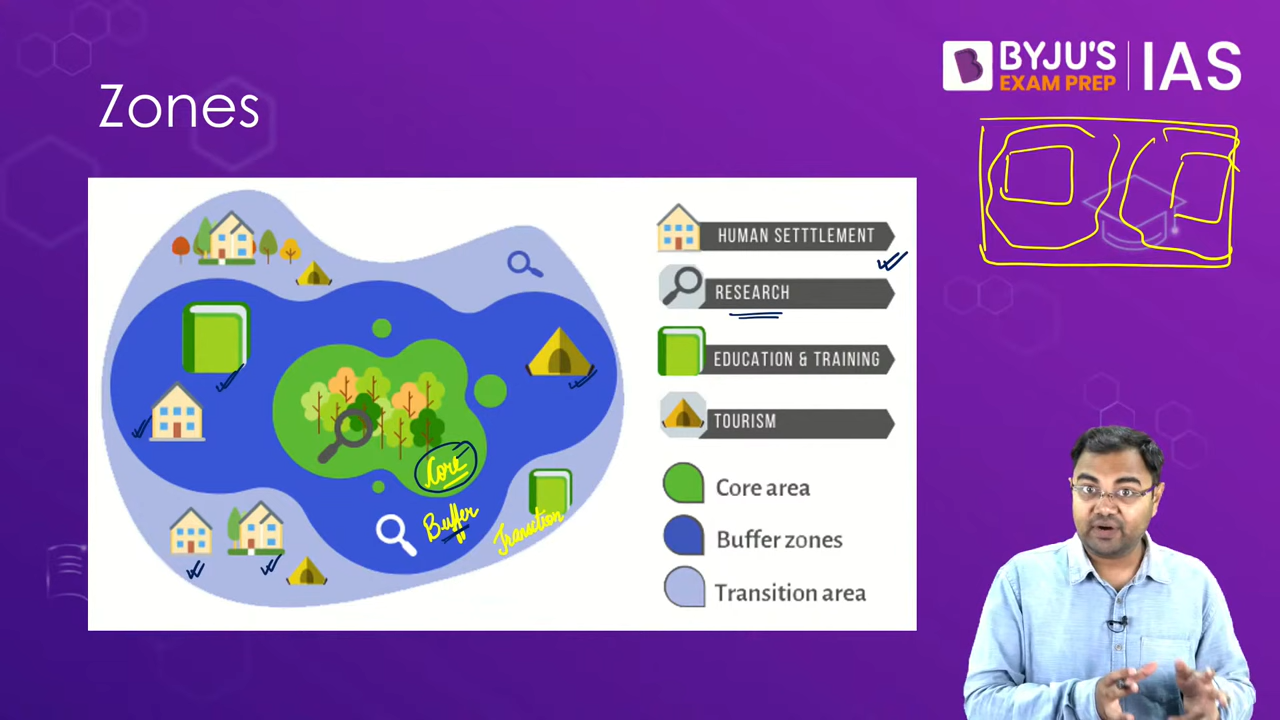 BYJU'S
EXAM PREP
IAS
Zones
HUMAN SETTTLEMENT
RESEARCH
EDUCATION & TRAINING
TOURISM
Core
Buffer
Transition
Core area
Buffer zones
Transition area